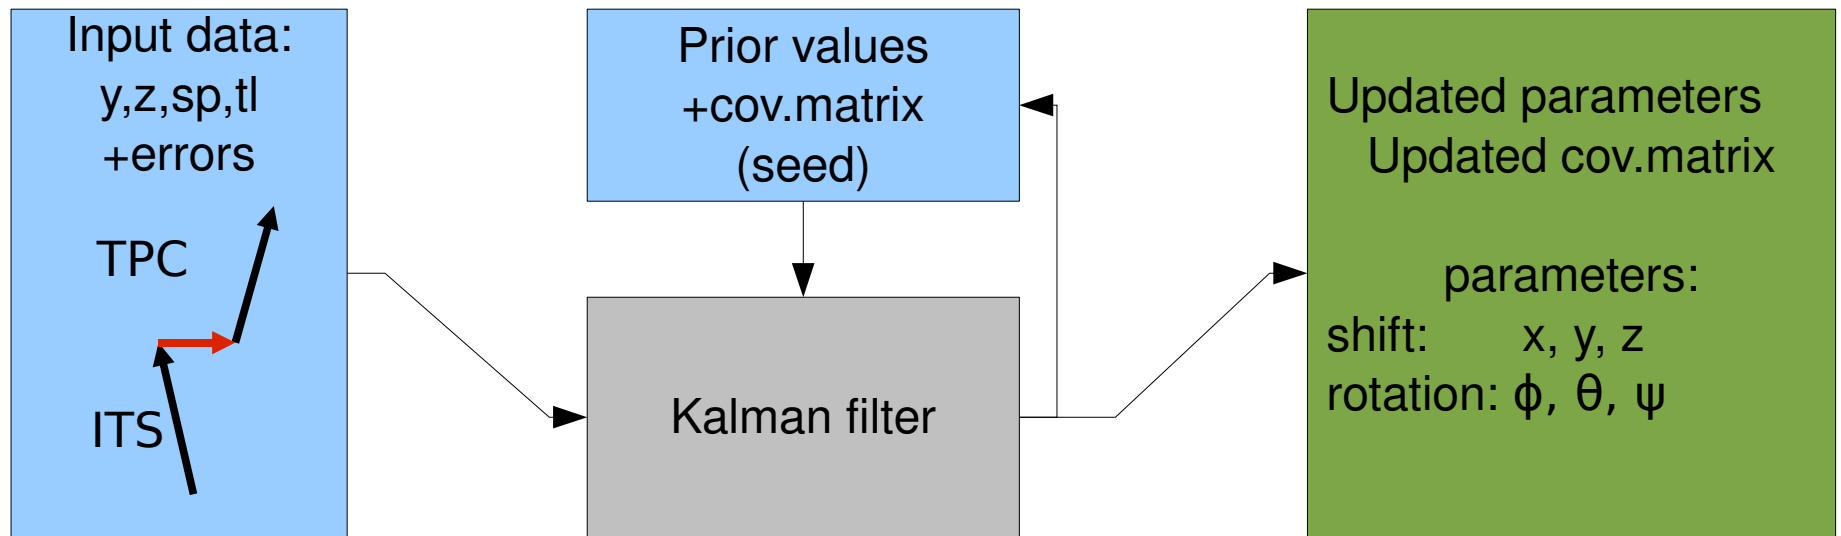 Input data:
y,z,sp,tl
+errors
TPC
ITS
Prior values
+cov.matrix
(seed)
Kalman filter
Updated parameters
Updated cov.matrix
parameters:
shift: x, y, z
rotation: ϕ, θ, ψ